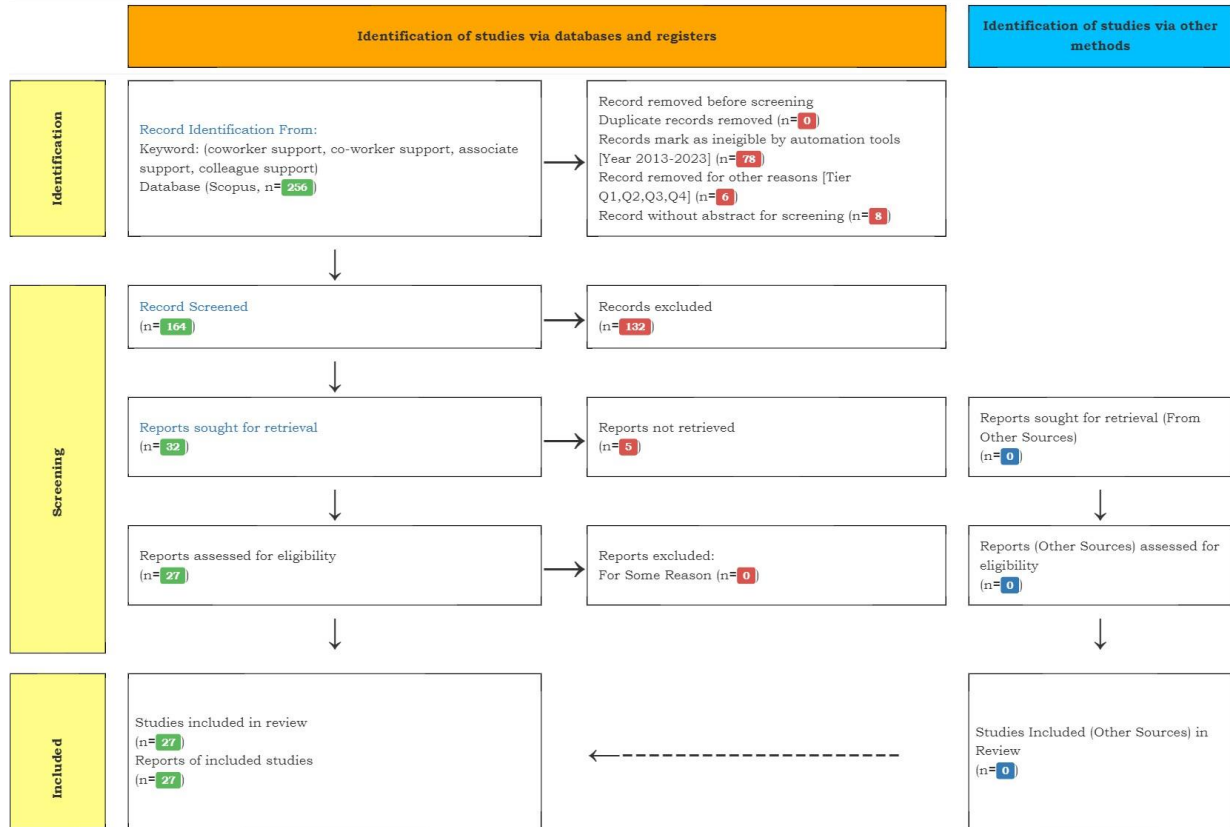 Identification of studies via databases and registers
Identification of studies via other
methods
Identification
Record Identification From:
Keyword: (coworker support, co-worker support, associate
support, colleague support)
Database (Scopus, n=256)
Record removed before screening
Duplicate records removed (n=0)
Records mark as ineigible by automation tools
[Year 2013-2023] (n=78)
Record removed for other reasons [Tier
Q1,Q2,Q3,Q4] (n=6)
Record without abstract for screening (n=8)
Screening
Record Screened
(n=164)
Records excluded
(n=132)
Reports sought for retrieval
(n=32)
Reports not retrieved
(n=5)
Reports sought for retrieval (From
Other Sources)
(n=0)
Reports assessed for eligibility
(n=27)
Reports excluded:
For Some Reason (n=0)
Reports (Other Sources) assessed for
eligibility
(n=0)
Included
Studies included in review
(n=27)
Reports of included studies
(n=27)
Studies Included (Other Sources) in
Review
(n=0)